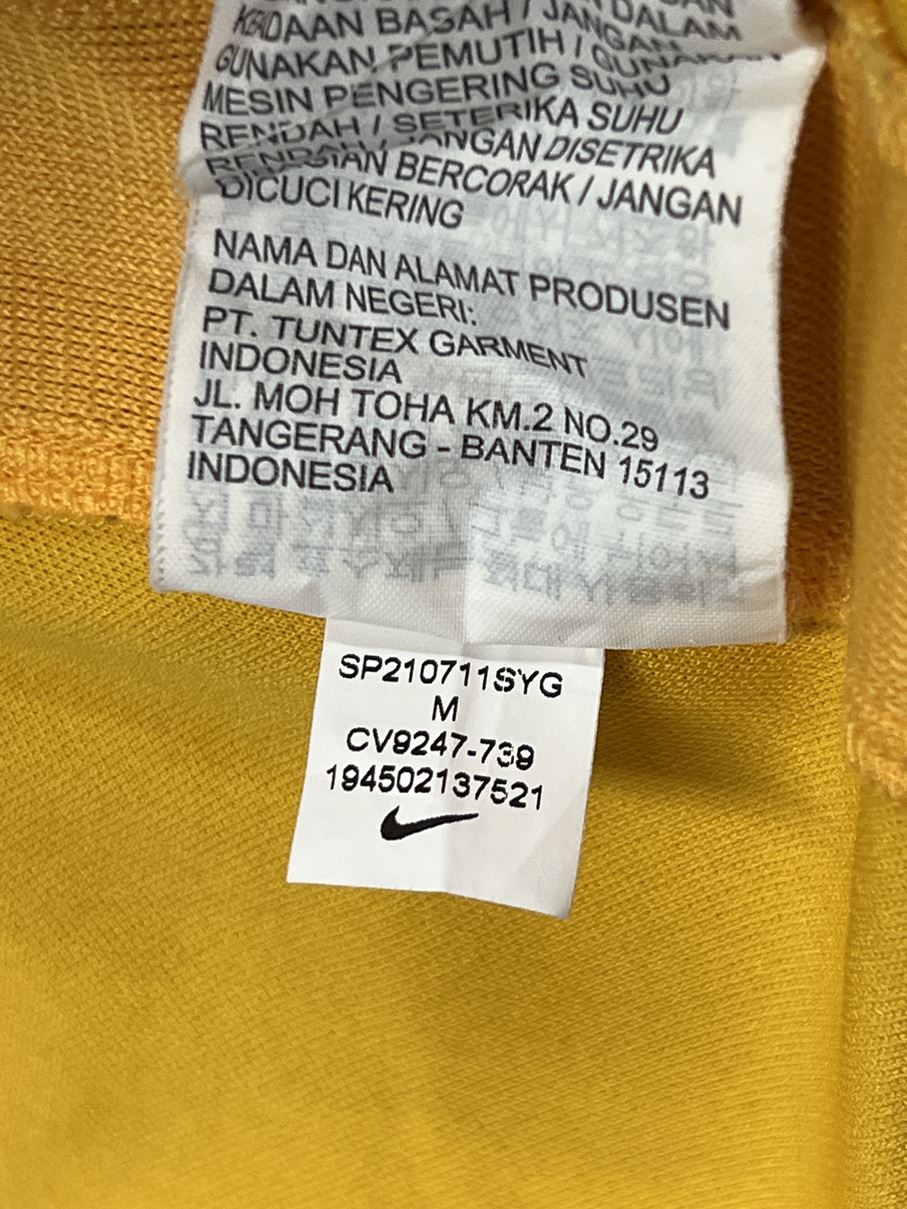 KEADAAN BASAH / JANGAN DALAM
GUNAKAN PEMUTIH / GUNAKAN
MESIN PENGERING SUHU
RENDAH / SETERIKA SUHU
RENDAH / JANGAN DISETRIKA
BERCORAK / JANGAN
DICUCI KERING
NAMA DAN ALAMAT PRODUSEN
DALAM NEGERI:
PT. TUNTEX GARMENT
INDONESIA
JL. MOH TOHA KM.2 NO.29
TANGERANG - BANTEN 15113
INDONESIA
SP210711SYG
M
CV9247-739
194502137521